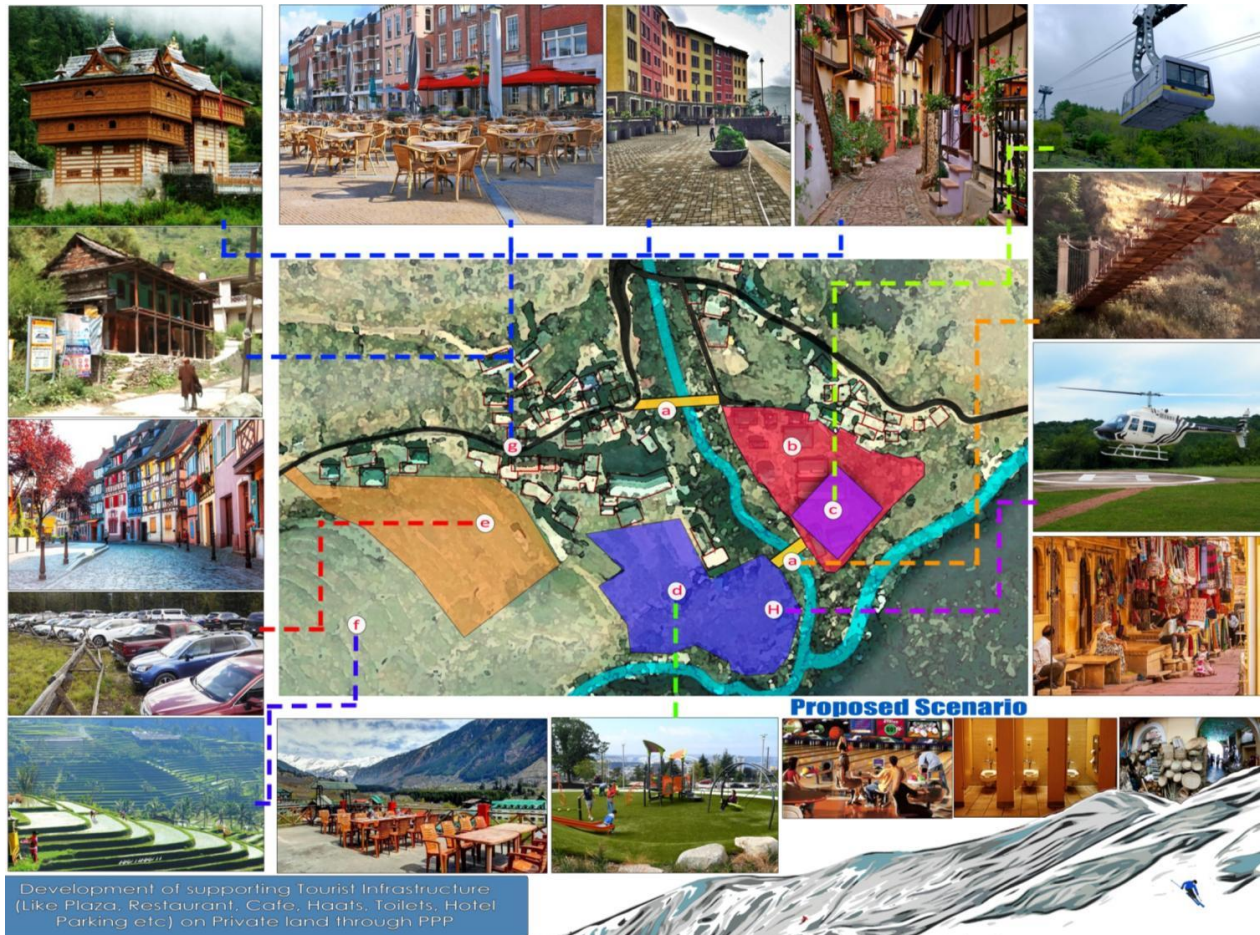 a
b
g
c
e
a
d
H
f
Proposed Scenario
Development of supporting Tourist Infrastructure
(Like Plaza, Restaurant, Cafe, Haats, Toilets, Hotel
Parking etc) on Private land through PPP